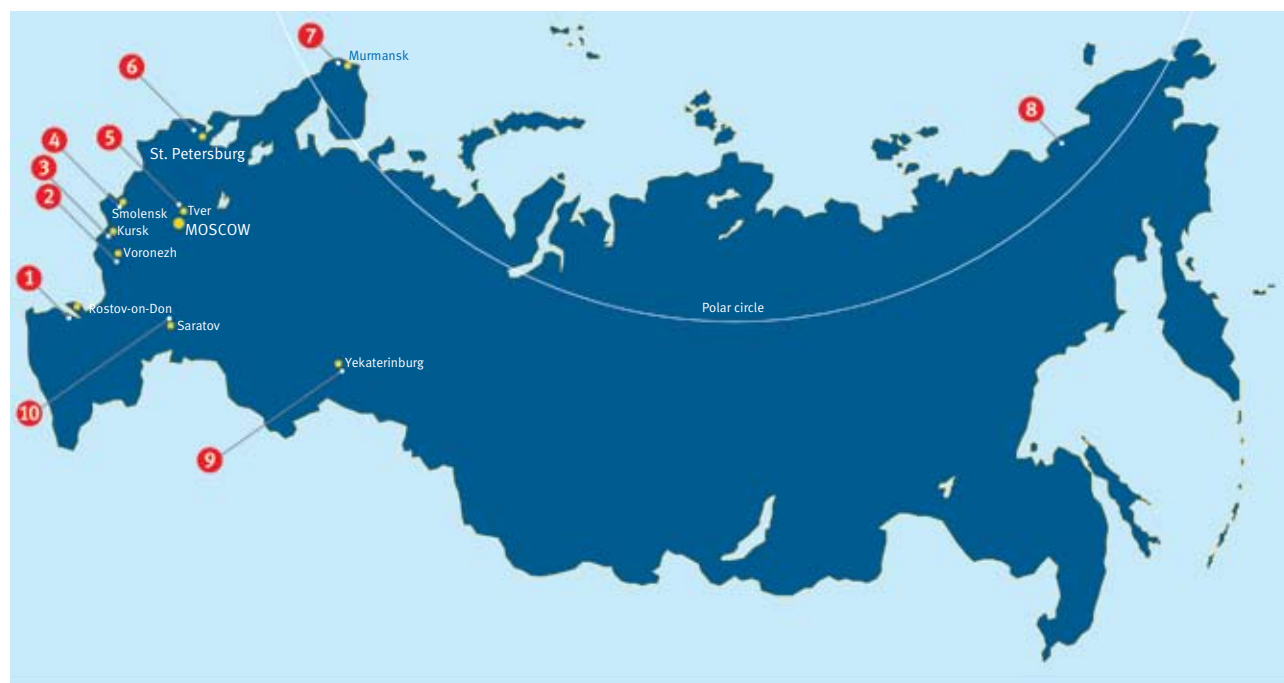 7
Murmansk
6
8
4
5
St. Petersburg
3
2
Smolensk
Tver
Kursk
MOSCOW
Voronezh
1
Rostov-on-Don
Polar circle
Saratov
Yekaterinburg
10
9